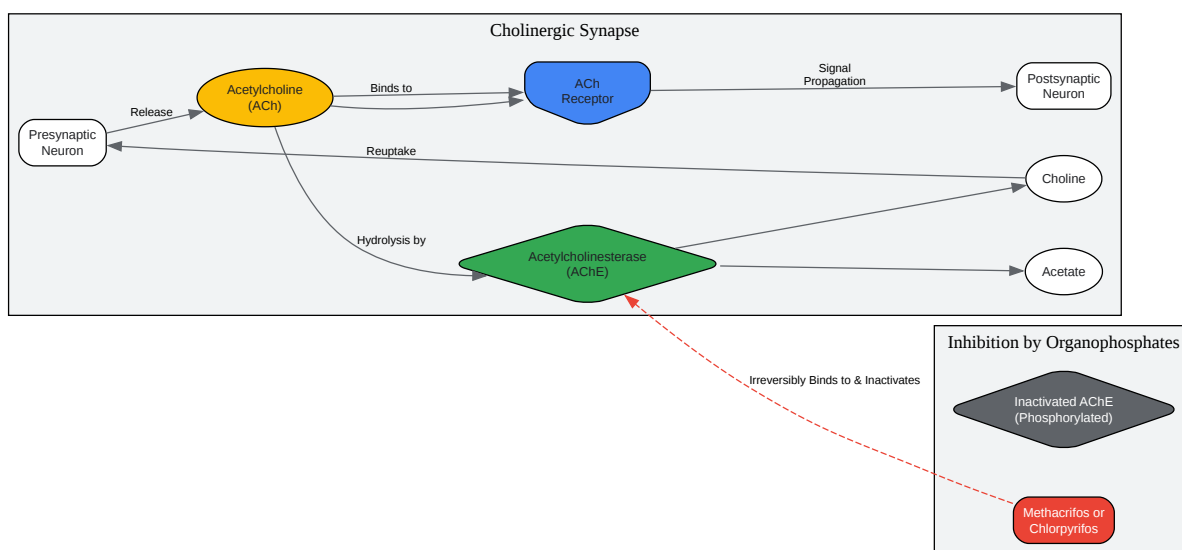 Cholinergic Synapse
Acetylcholine
(ACh)
Binds to
ACh
Receptor
Signal
Propagation
Postsynaptic
Neuron
Release
Presynaptic
Neuron
Reuptake
Choline
Hydrolysis by
Acetylcholinesterase
(AChE)
Acetate
Inhibition by Organophosphates
Irreversibly Binds to & Inactivates
Inactivated AChE
(Phosphorylated)
Methacrifos or
Chlorpyrifos